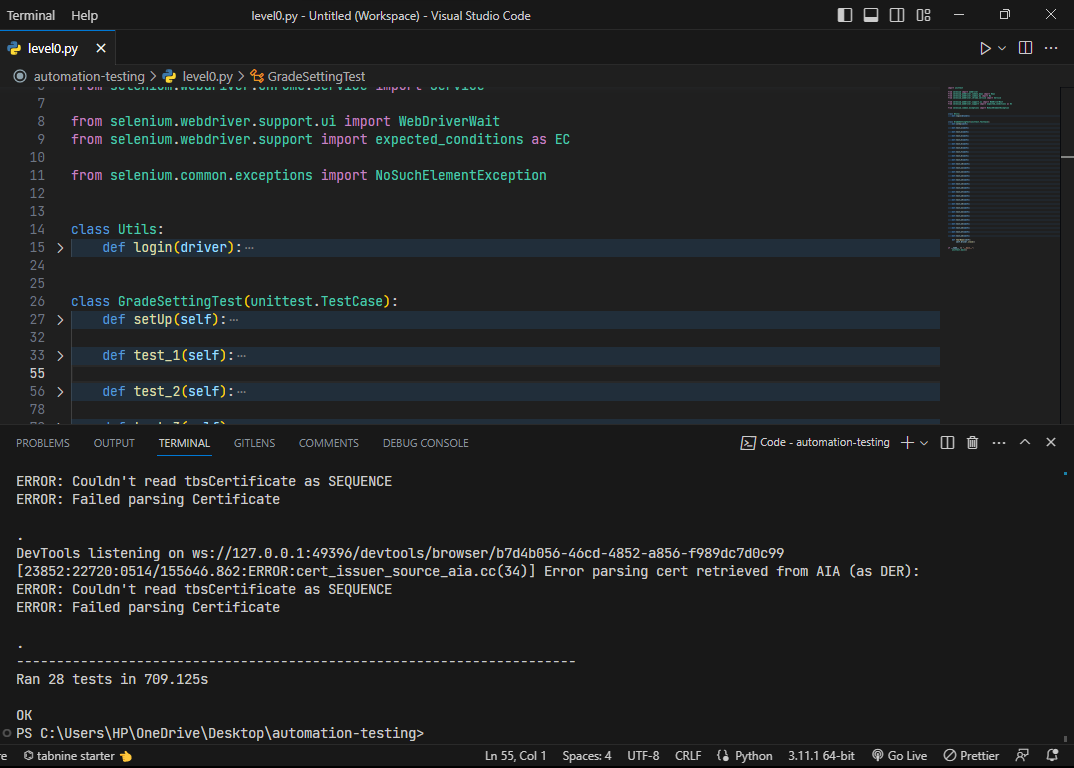 Terminal Help level0.py - Untitled (Workspace) - Visual Studio Code
level0.py
automation-testing > level0.py > GradeSettingTest
6 from selenium.webdriver.chrome.service import Service
7
8 from selenium.webdriver.support.ui import WebDriverWait
9 from selenium.webdriver.support import expected_conditions as EC
10
11 from selenium.common.exceptions import NoSuchElementException
12
13
14 class Utils:
15 def login(driver):…
24
25
26 class GradeSettingTest(unittest.TestCase):
27 def setUp(self):…
32
33 def test_1(self):…
55
56 def test_2(self):…
78
PROBLEMS OUTPUT TERMINAL GITLENS COMMENTS DEBUG CONSOLE Code - automation-testing
ERROR: Couldn't read tbsCertificate as SEQUENCE
ERROR: Failed parsing Certificate
.
DevTools listening on ws://127.0.0.1:49396/devtools/browser/b7d4b056-46cd-4852-a856-f989dc7d0c99
[23852:22720:0514/155646.862:ERROR:cert_issuer_source_aia.cc(34)] Error parsing cert retrieved from AIA (as DER):
ERROR: Couldn't read tbsCertificate as SEQUENCE
ERROR: Failed parsing Certificate
.
----------------------------------------------------------------------
Ran 28 tests in 709.125s
OK
PS C:\Users\HP\OneDrive\Desktop\automation-testing>
re tabnine starter 👈 Ln 55, Col 1 Spaces: 4 UTF-8 CRLF Python 3.11.1 64-bit Go Live Prettier